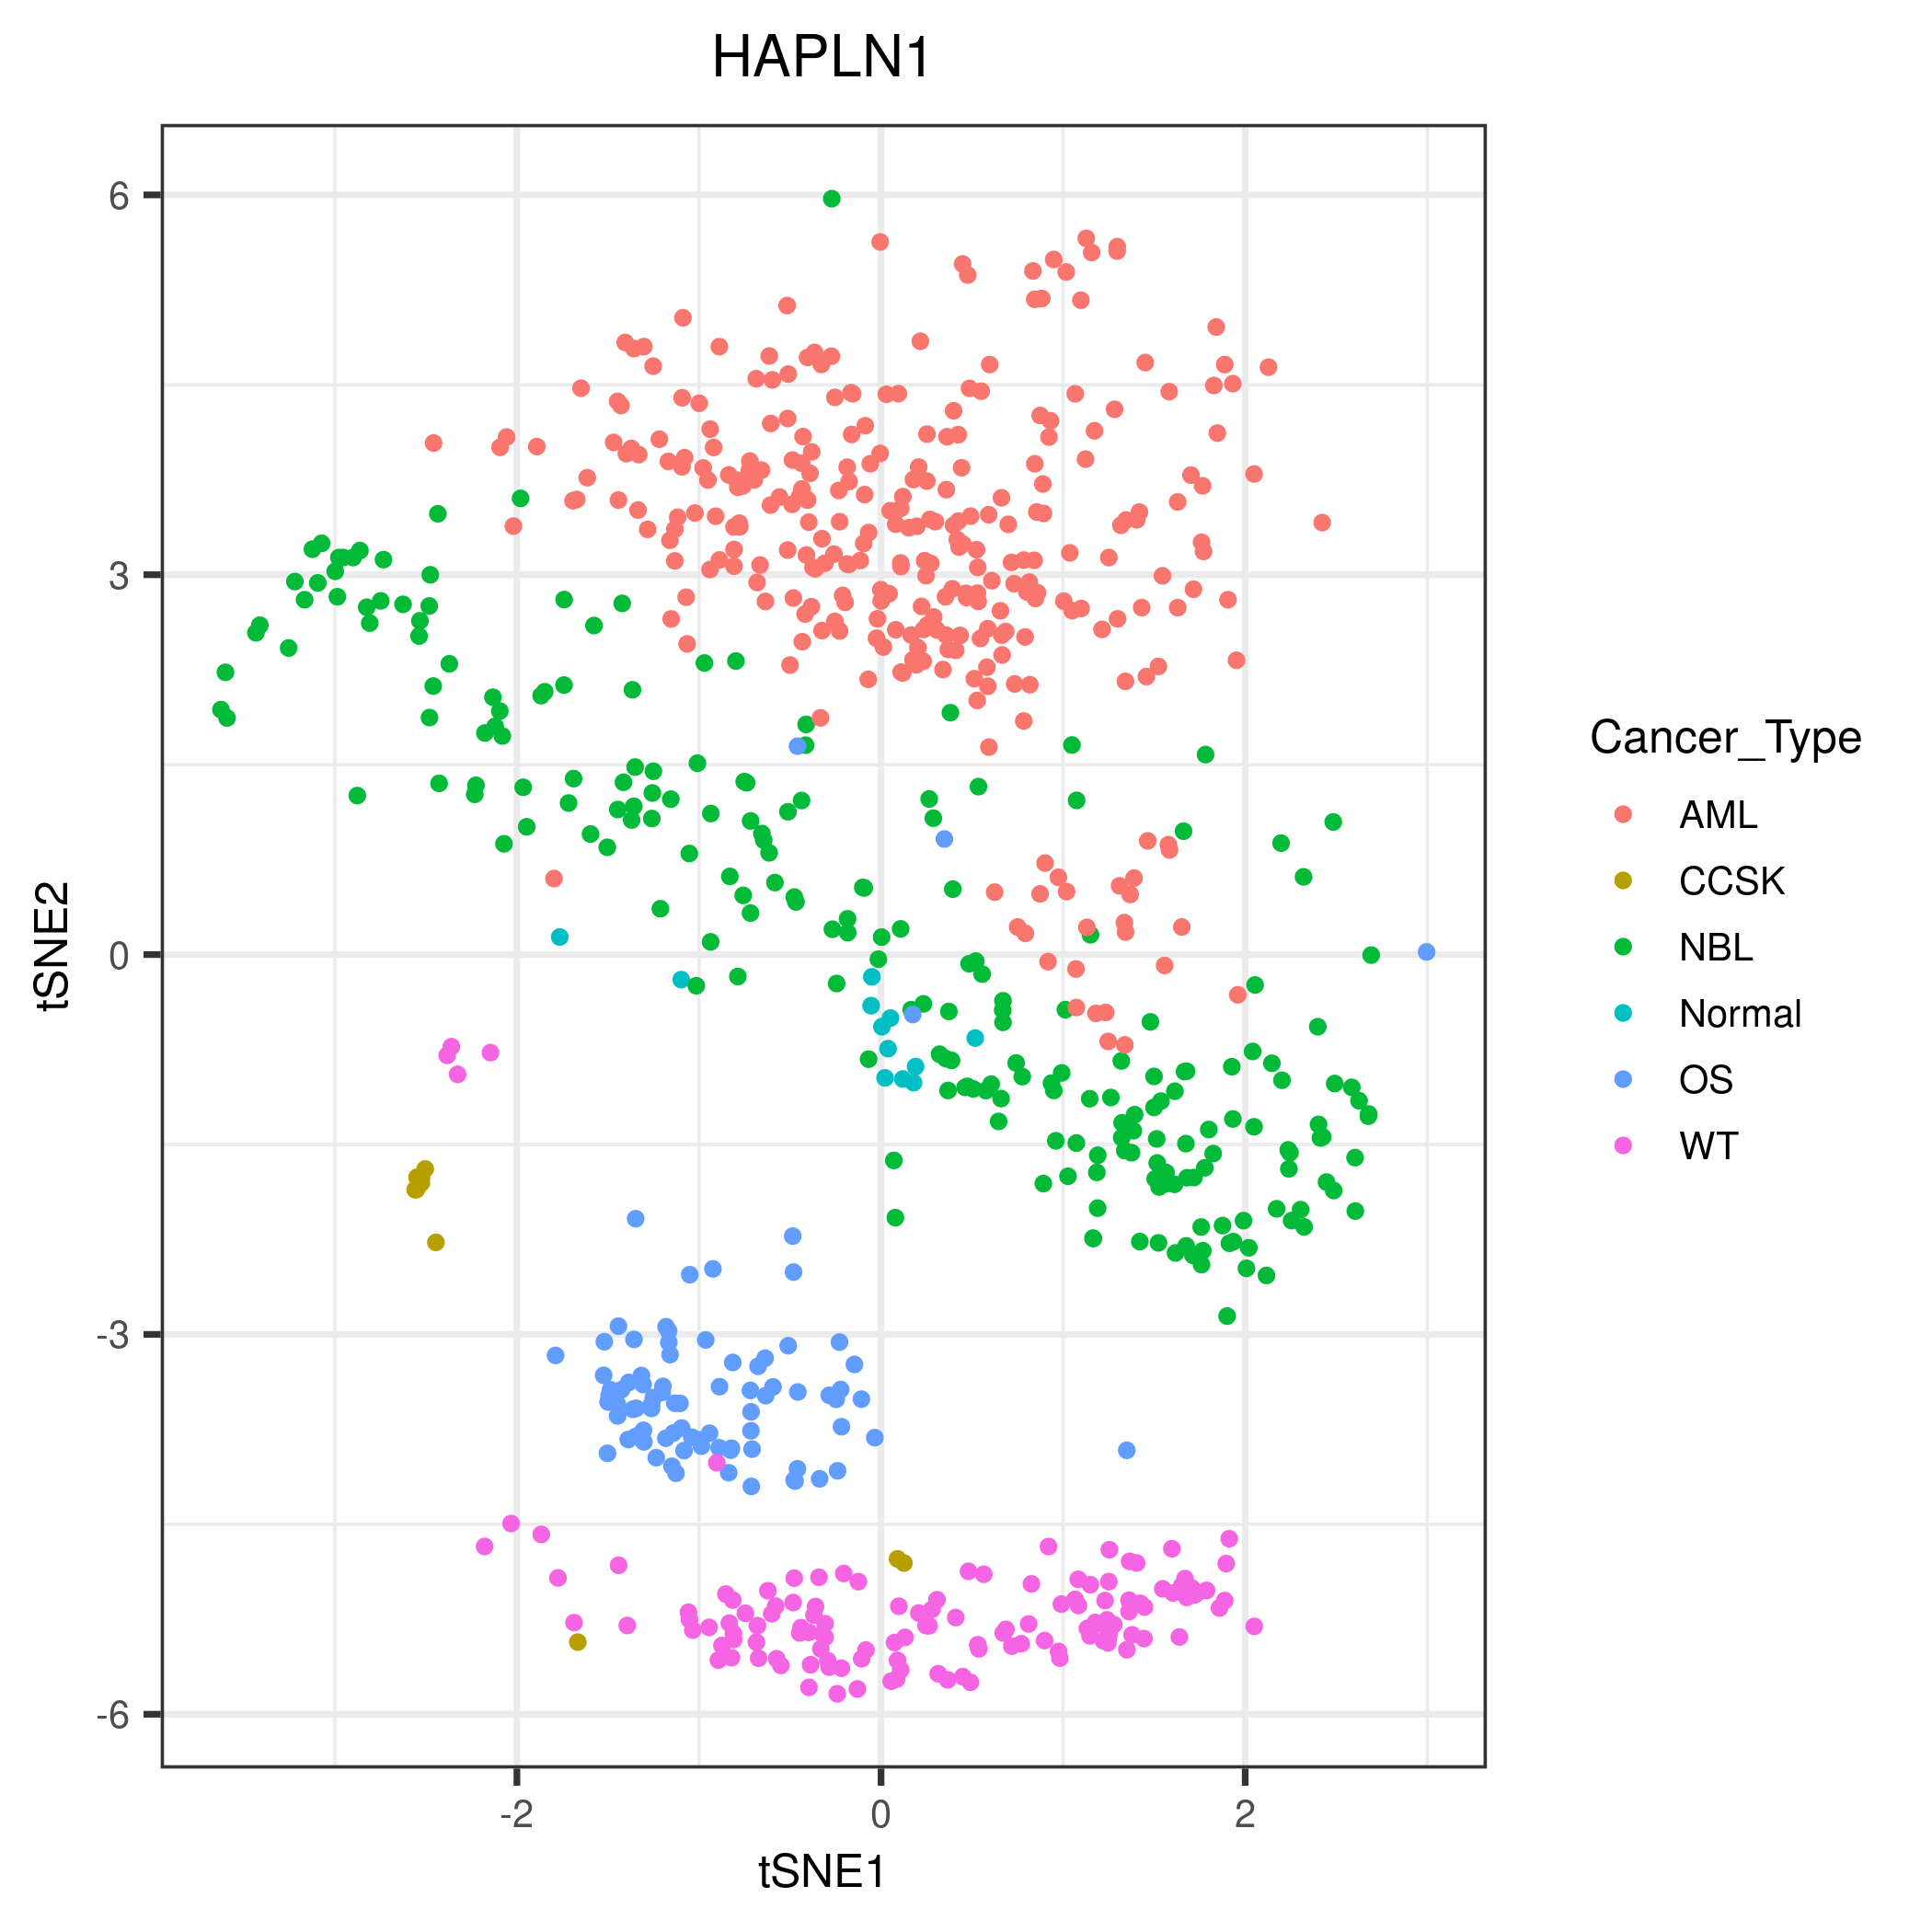 HAPLN1
6
3
0
-3
-6
tSNE2
-2
0
2
tSNE1
Cancer_Type
AML
CCSK
NBL
Normal
OS
WT